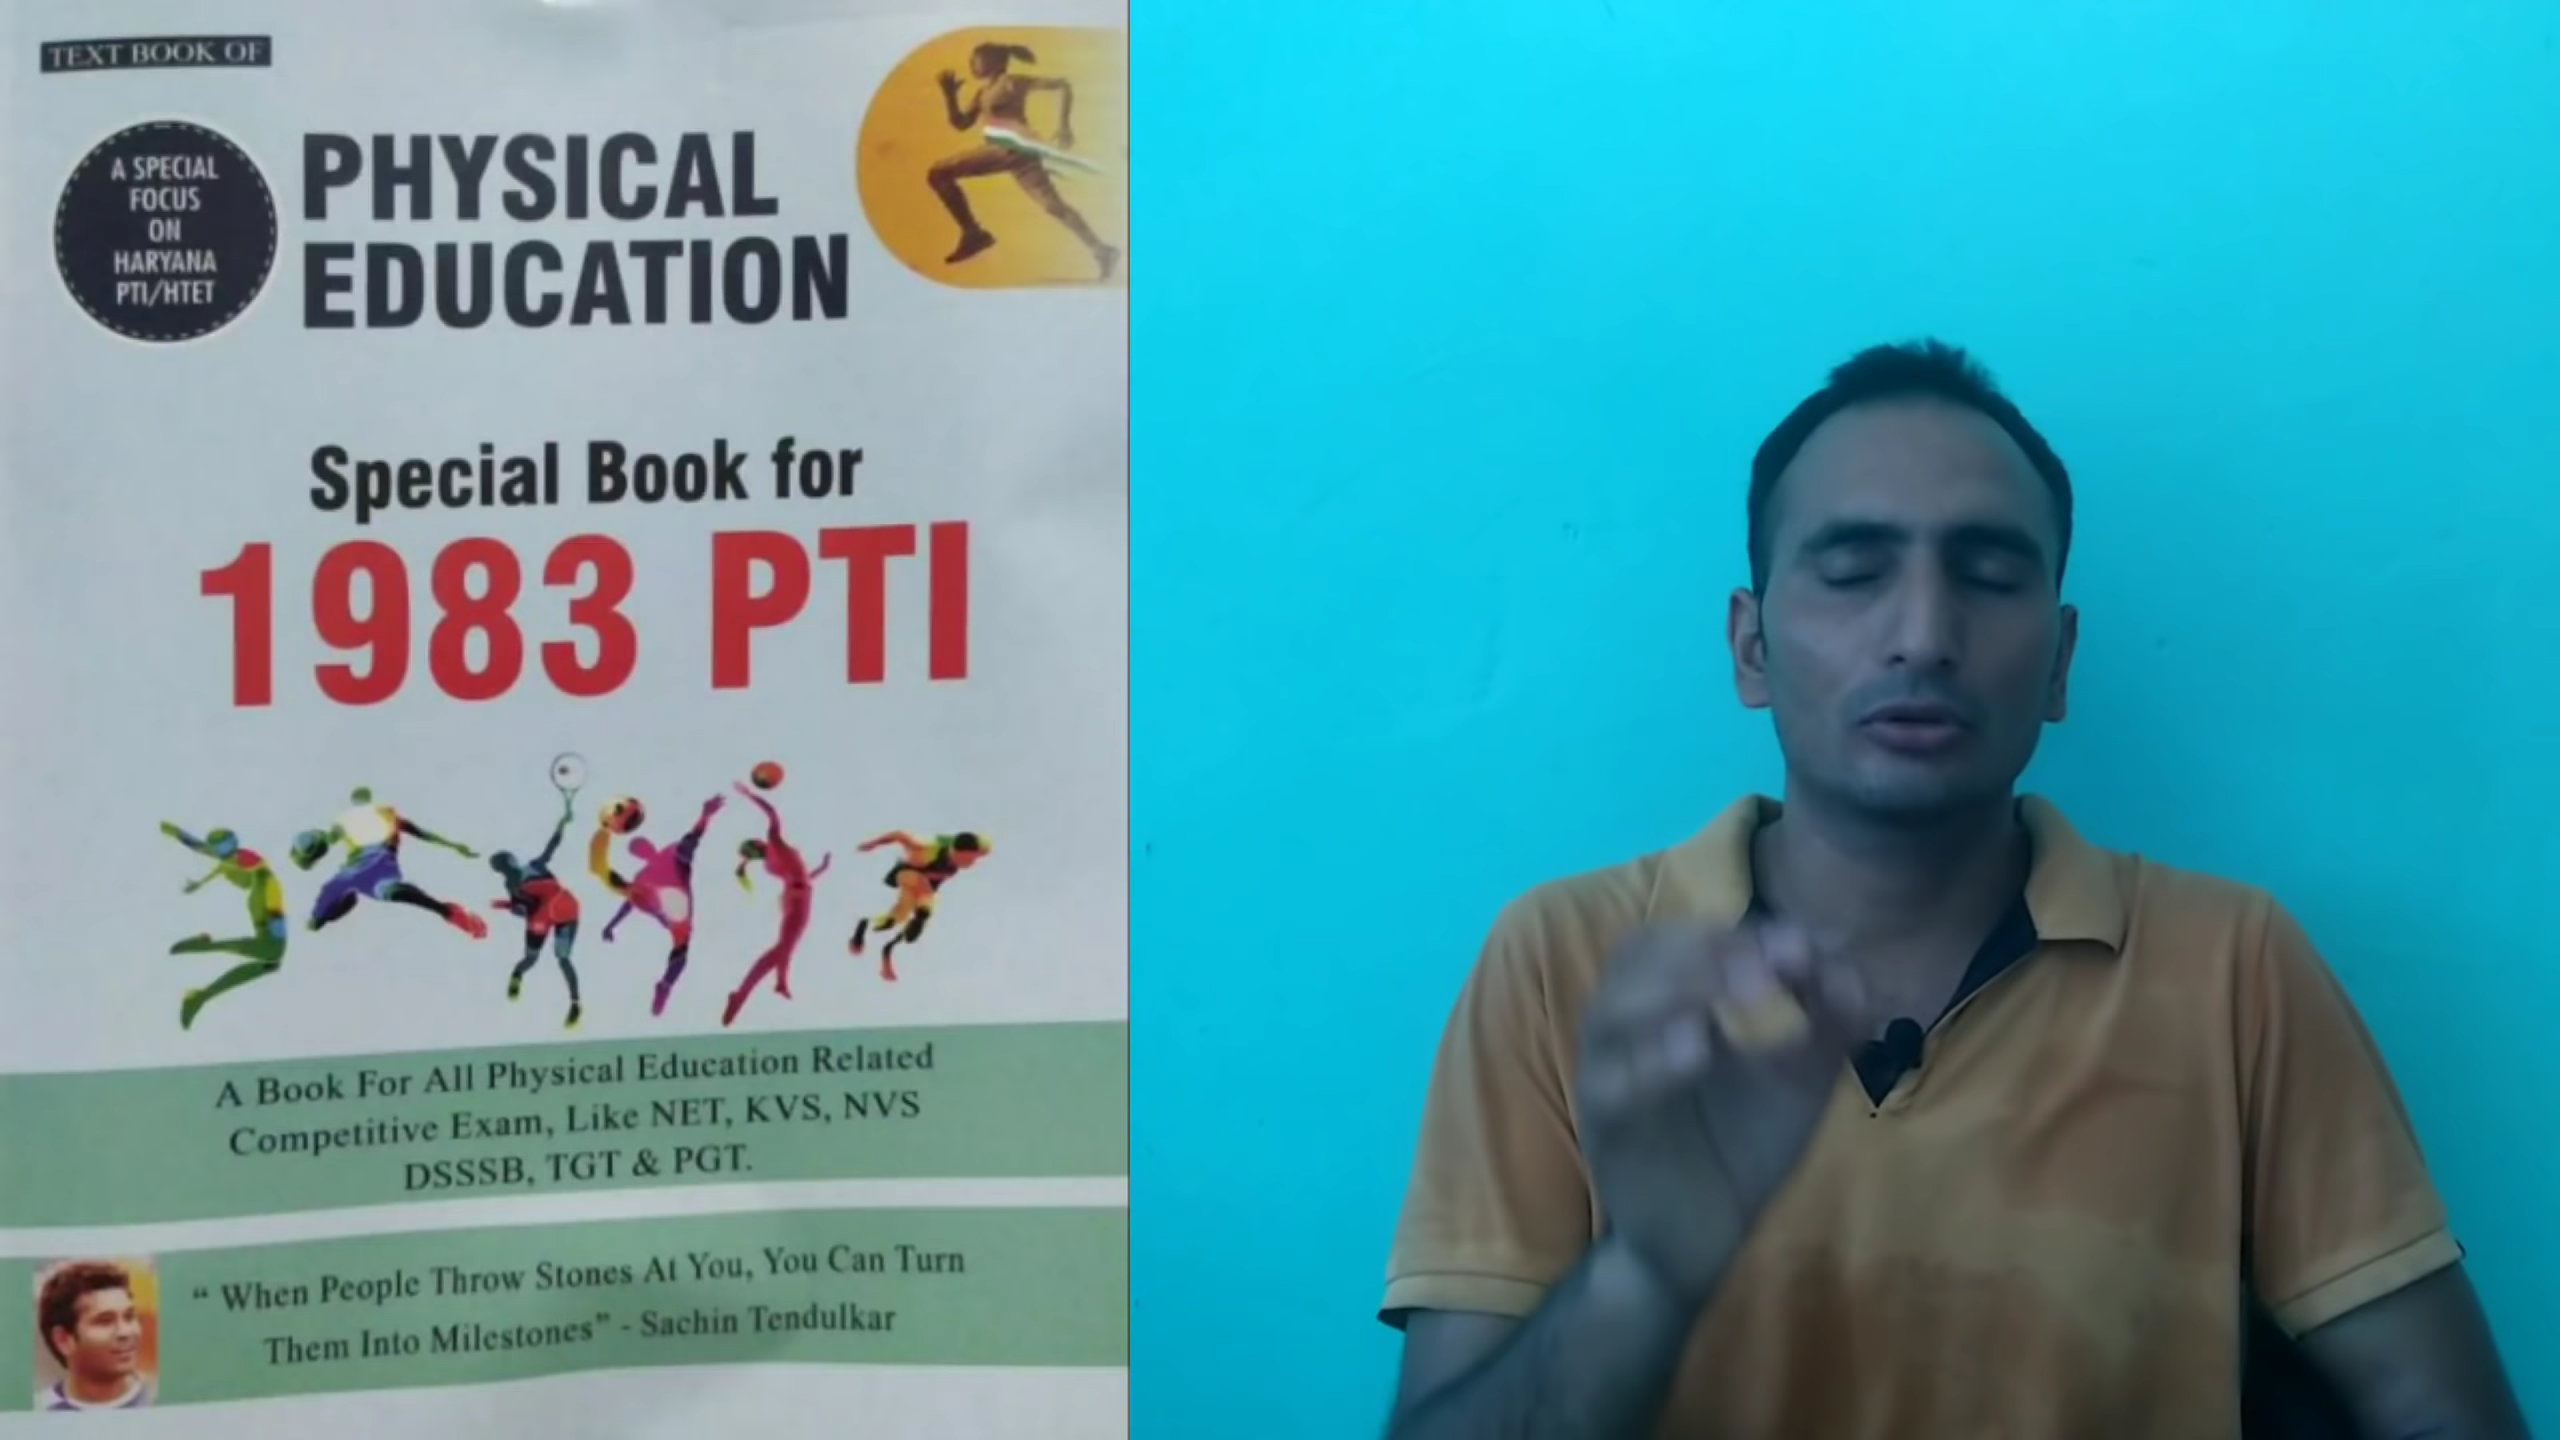 TEXT BOOK OF
A SPECIAL
FOCUS
ON
HARYANA
PTI/HTET
PHYSICAL
EDUCATION
Special Book for
1983 PTI
A Book For All Physical Education Related
Competitive Exam, Like NET, KVS, NVS
DSSSB, TGT & PGT.
“ When People Throw Stones At You, You Can Turn
Them Into Milestones” - Sachin Tendulkar